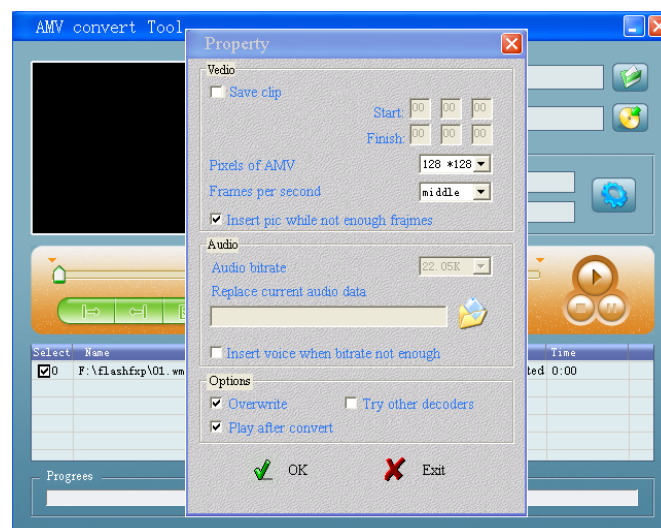 AMV convert Tool
Property
Vedio
Save clip
Start: 00 00 00
Finish: 00 00 00
Pixels of AMV 128 *128
Frames per second middle
Insert pic while not enough frajmes
Audio
Audio bitrate 22.05K
Replace current audio data
Insert voice when bitrate not enough
Select Name Time
0 F:\flashfxp\01.wm ted 0:00
Options
Overwrite Try other decoders
Play after convert
OK Exit
Progrees